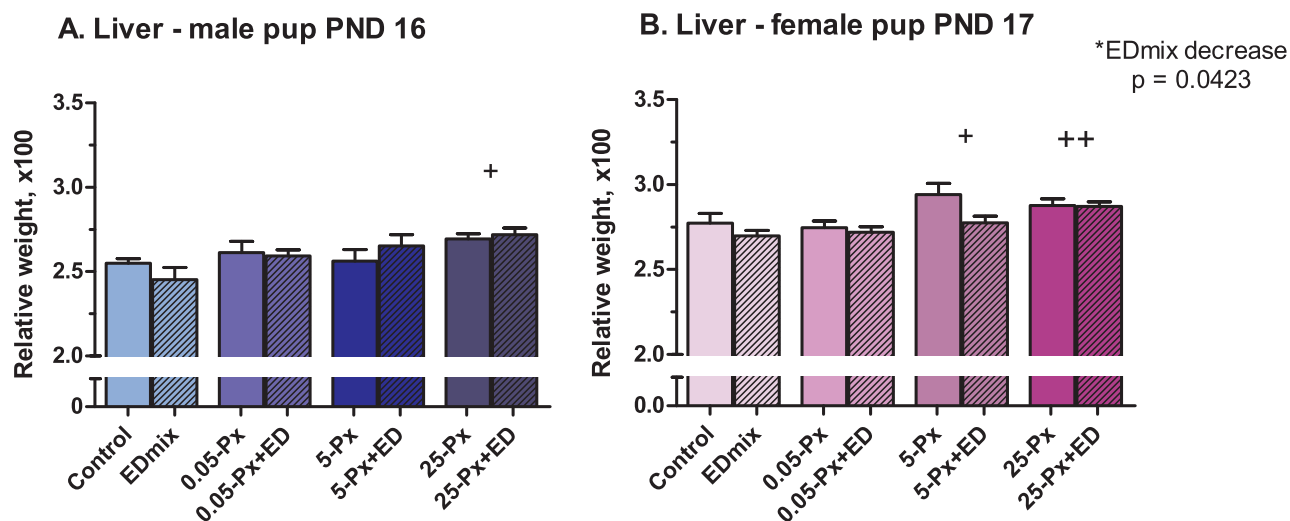 A. Liver - male pup PND 16
Relative weight, x100
3.5
3.0
2.5
2.0
0
+
Control
EDmix
0.05-Px
0.05-Px+ED
5-Px
5-Px+ED
25-Px
25-Px+ED
B. Liver - female pup PND 17
*EDmix decrease
p = 0.0423
Relative weight, x100
3.5
3.0
2.5
2.0
0.0
+
++
Control
EDmix
0.05-Px
0.05-Px+ED
5-Px
5-Px+ED
25-Px
25-Px+ED